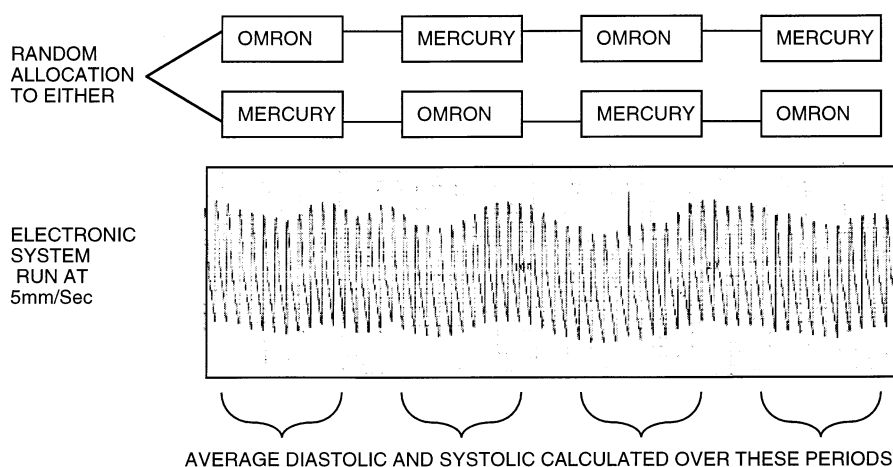 RANDOM
ALLOCATION
TO EITHER
OMRON MERCURY OMRON MERCURY
MERCURY OMRON MERCURY OMRON
ELECTRONIC
SYSTEM
RUN AT
5mm/Sec
AVERAGE DIASTOLIC AND SYSTOLIC CALCULATED OVER THESE PERIODS